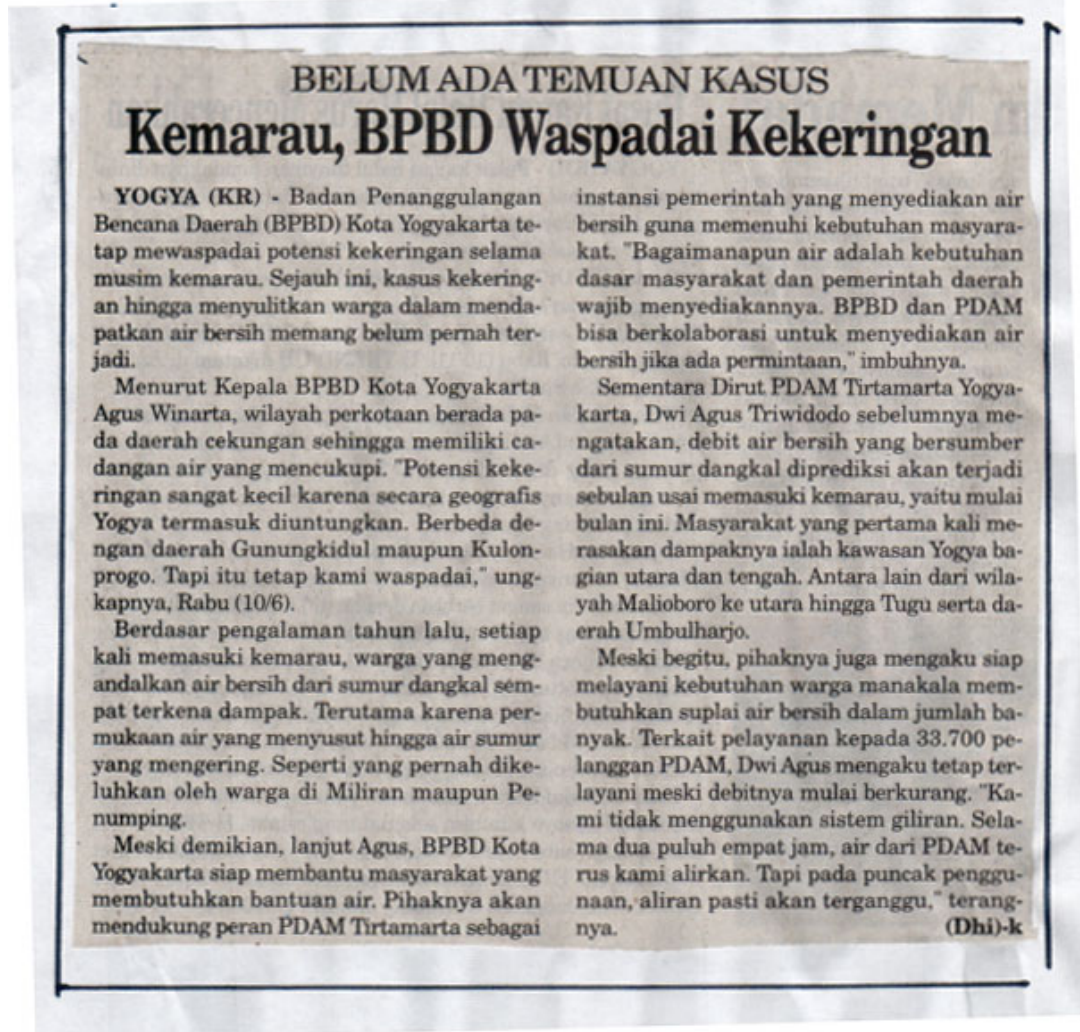 BELUM ADA TEMUAN KASUS
Kemarau, BPBD Waspadai Kekeringan
YOGYA (KR) - Badan Penanggulangan
Bencana Daerah (BPBD) Kota Yogyakarta te-
tap mewaspadai potensi kekeringan selama
musim kemarau. Sejauh ini, kasus kekering-
an hingga menyulitkan warga dalam menda-
patkan air bersih memang belum pernah ter-
jadi.
Menurut Kepala BPBD Kota Yogyakarta
Agus Winarta, wilayah perkotaan berada pa-
da daerah cekungan sehingga memiliki ca-
dangan air yang mencukupi. "Potensi keke-
ringan sangat kecil karena secara geografis
Yogya termasuk diuntungkan. Berbeda de-
ngan daerah Gunungkidul maupun Kulon-
progo. Tapi itu tetap kami waspadai," ung-
kapnya, Rabu (10/6).
Berdasar pengalaman tahun lalu, setiap
kali memasuki kemarau, warga yang meng-
andalkan air bersih dari sumur dangkal sem-
pat terkena dampak. Terutama karena per-
mukaan air yang menyusut hingga air sumur
yang mengering. Seperti yang pernah dike-
luhkan oleh warga di Miliran maupun Pe-
numping.
Meski demikian, lanjut Agus, BPBD Kota
Yogyakarta siap membantu masyarakat yang
membutuhkan bantuan air. Pihaknya akan
mendukung peran PDAM Tirtamarta sebagai
instansi pemerintah yang menyediakan air
bersih guna memenuhi kebutuhan masyara-
kat. "Bagaimanapun air adalah kebutuhan
dasar masyarakat dan pemerintah daerah
wajib menyediakannya. BPBD dan PDAM
bisa berkolaborasi untuk menyediakan air
bersih jika ada permintaan," imbuhnya.
Sementara Dirut PDAM Tirtamarta Yogya-
karta, Dwi Agus Triwidodo sebelumnya me-
ngatakan, debit air bersih yang bersumber
dari sumur dangkal diprediksi akan terjadi
sebulan usai memasuki kemarau, yaitu mulai
bulan ini. Masyarakat yang pertama kali me-
rasakan dampaknya ialah kawasan Yogya ba-
gian utara dan tengah. Antara lain dari wila-
yah Malioboro ke utara hingga Tugu serta da-
erah Umbulharjo.
Meski begitu, pihaknya juga mengaku siap
melayani kebutuhan warga manakala mem-
butuhkan suplai air bersih dalam jumlah ba-
nyak. Terkait pelayanan kepada 33.700 pe-
langgan PDAM, Dwi Agus mengaku tetap ter-
layani meski debitnya mulai berkurang. "Ka-
mi tidak menggunakan sistem giliran. Sela-
ma dua puluh empat jam, air dari PDAM te-
rus kami alirkan. Tapi pada puncak penggu-
naan, aliran pasti akan terganggu," terang-
nya. (Dhi)-k